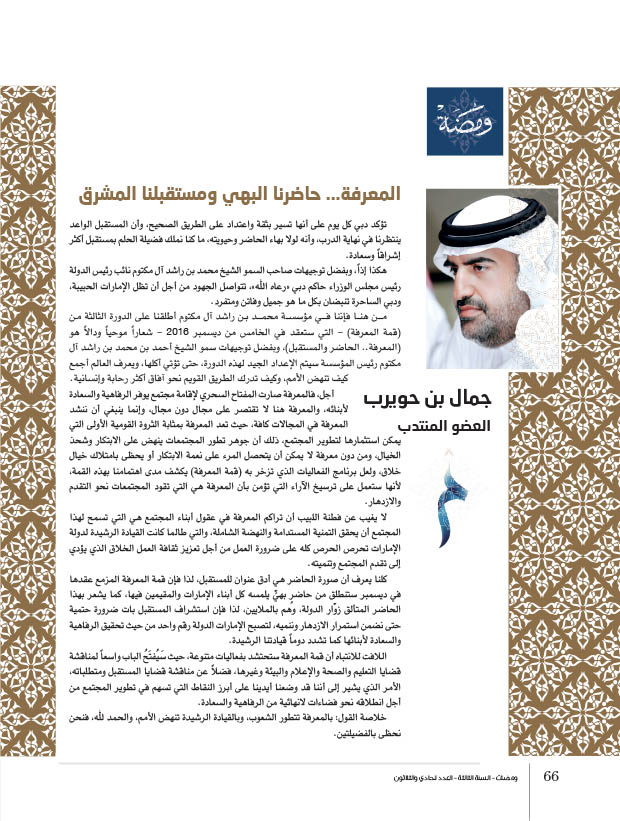 ومضة
المعرفة... حاضرنا البهي ومستقبلنا المشرق
تؤكد دبي كل يوم على أنها تسير بثقة واعتداد على الطريق الصحيح، وأن المستقبل الواعد
ينتظرنا في نهاية الدرب، وأنه لولا بهاء الحاضر وحيويته، ما كنا نملك فضيلة الحلم بمستقبل أكثر
إشراقاً وسعادة.
هكذا إذاً، وبفضل توجيهات صاحب السمو الشيخ محمد بن راشد آل مكتوم نائب رئيس الدولة
رئيس مجلس الوزراء حاكم دبي «رعاه الله»، تتواصل الجهود من أجل أن تظل الإمارات الحبيبة،
ودبي الساحرة تنبضان بكل ما هو جميل وفاتن ومتفرد.
من هنا فإننا في مؤسسة محمد بن راشد آل مكتوم أطلقنا على الدورة الثالثة من
(قمة المعرفة) – التي ستعقد في الخامس من ديسمبر 2016 – شعاراً موحياً ودالاً هو
(المعرفة.. الحاضر والمستقبل)، وبفضل توجيهات سمو الشيخ أحمد بن محمد بن راشد آل
مكتوم رئيس المؤسسة سيتم الإعداد الجيد لهذه الدورة، حتى تؤتي أكلها، ويعرف العالم أجمع
كيف تنهض الأمم، وكيف تدرك الطريق القويم نحو آفاق أكثر رحابة وإنسانية.
أجل، فالمعرفة صارت المفتاح السحري لإقامة مجتمع يوفر الرفاهية والسعادة
لأبنائه، والمعرفة هنا لا تقتصر على مجال دون مجال، وإنما ينبغي أن ننشد
المعرفة في المجالات كافة، حيث تعد المعرفة بمثابة الثروة القومية الأولى التي
يمكن استثمارها لتطوير المجتمع، ذلك أن جوهر تطور المجتمعات ينهض على الابتكار وشحذ
الخيال، ومن دون معرفة لا يمكن أن يتحصل المرء على نعمة الابتكار أو يحظى بامتلاك خيال
خلاق، ولعل برنامج الفعاليات الذي تزخر به (قمة المعرفة) يكشف مدى اهتمامنا بهذه القمة،
لأنها ستعمل على ترسيخ الآراء التي تؤمن بأن المعرفة هي التي تقود المجتمعات نحو التقدم
والازدهار.
لا يغيب عن فطنة اللبيب أن تراكم المعرفة في عقول أبناء المجتمع هي التي تسمح لهذا
المجتمع أن يحقق التمنية المستدامة والنهضة الشاملة، والتي طالما كانت القيادة الرشيدة لدولة
الإمارات تحرص الحرص كله على ضرورة العمل من أجل تعزيز ثقافة العمل الخلاق الذي يؤدي
إلى تقدم المجتمع وتنميته.
كلنا يعرف أن صورة الحاضر هي أدق عنوان للمستقبل، لذا فإن قمة المعرفة المزمع عقدها
في ديسمبر ستنطلق من حاضر بهيّ يلمسه كل أبناء الإمارات والمقيمين فيها، كما يشعر بهذا
الحاضر المتألق زوّار الدولة، وهم بالملايين، لذا فإن استشراف المستقبل بات ضرورة حتمية
حتى نضمن استمرار الازدهار وننميه، لتصبح الإمارات الدولة رقم واحد من حيث تحقيق الرفاهية
والسعادة لأبنائها كما تشدد دوماً قيادتنا الرشيدة.
اللافت للانتباه أن قمة المعرفة ستحتشد بفعاليات متنوعة، حيث سَيُفتَحُ الباب واسعاً لمناقشة
قضايا التعليم والصحة والإعلام والبيئة وغيرها، فضلاً عن مناقشة قضايا المستقبل ومتطلباته،
الأمر الذي يشير إلى أننا قد وضعنا أيدينا على أبرز النقاط التي تسهم في تطوير المجتمع من
أجل انطلاقه نحو فضاءات لانهائية من الرفاهية والسعادة.
خلاصة القول: بالمعرفة تتطور الشعوب، وبالقيادة الرشيدة تنهض الأمم، والحمد لله، فنحن
نحظى بالفضيلتين.
جمال بن حويرب
العضو المنتدب
66
ومضات – السنة الثالثة – العدد الحادي والثلاثون